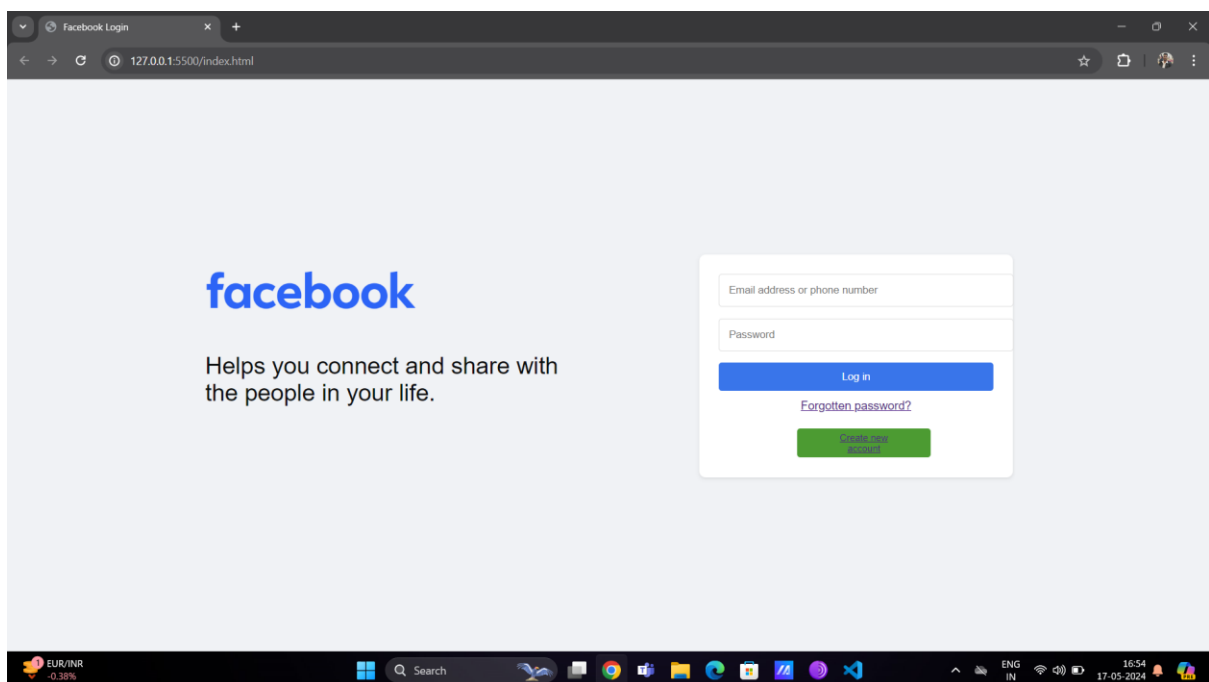 Facebook Login
127.0.0.1:5500/index.html
facebook
Helps you connect and share with
the people in your life.
Email address or phone number
Password
Log in
Forgotten password?
Create new
account
1
EUR/INR
-0.38%
Search
ENG
IN
16:54
17-05-2024